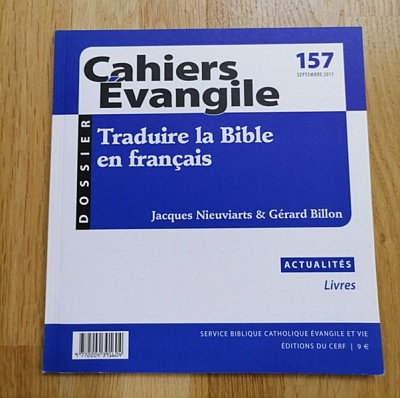 Cahiers
Évangile
157
SEPTEMBRE 2011
DOSSIER
Traduire la Bible
en français
Jacques Nieuviarts & Gérard Billon
ACTUALITÉS
Livres
SERVICE BIBLIQUE CATHOLIQUE ÉVANGILE ET VIE
ÉDITIONS DU CERF | 9 €